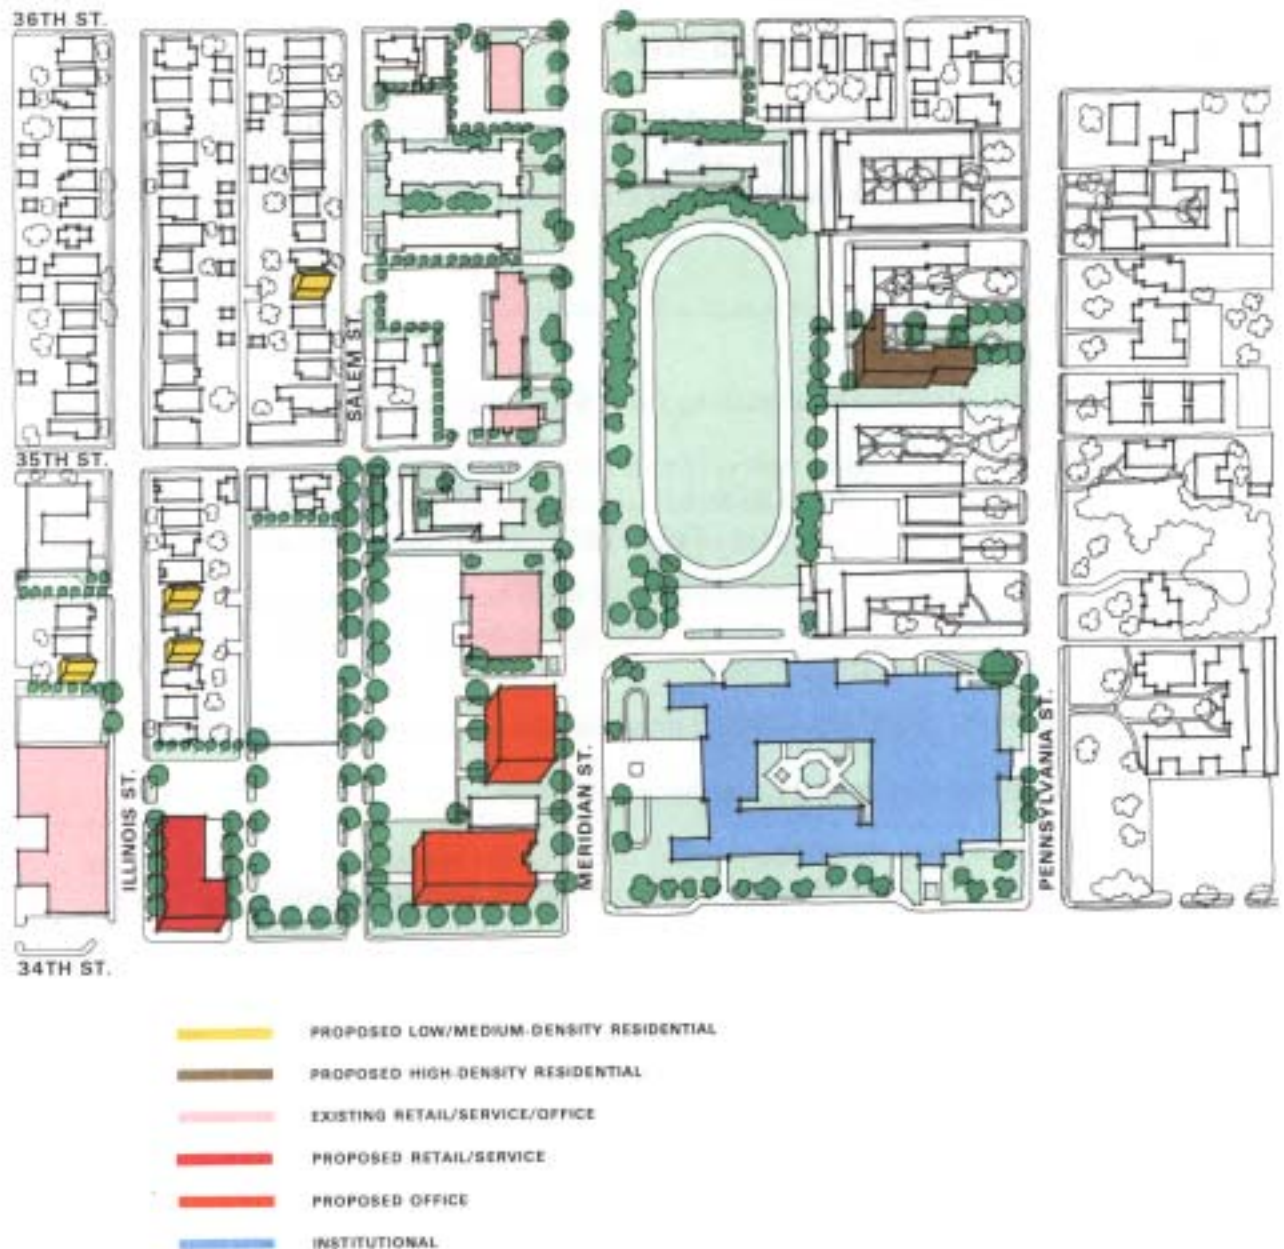 36TH ST.
SALEM ST.
35TH ST.
ILLINOIS ST.
MERIDIAN ST.
PENNSYLVANIA ST.
34TH ST.
PROPOSED LOW/MEDIUM-DENSITY RESIDENTIAL
PROPOSED HIGH-DENSITY RESIDENTIAL
EXISTING RETAIL/SERVICE/OFFICE
PROPOSED RETAIL/SERVICE
PROPOSED OFFICE
INSTITUTIONAL